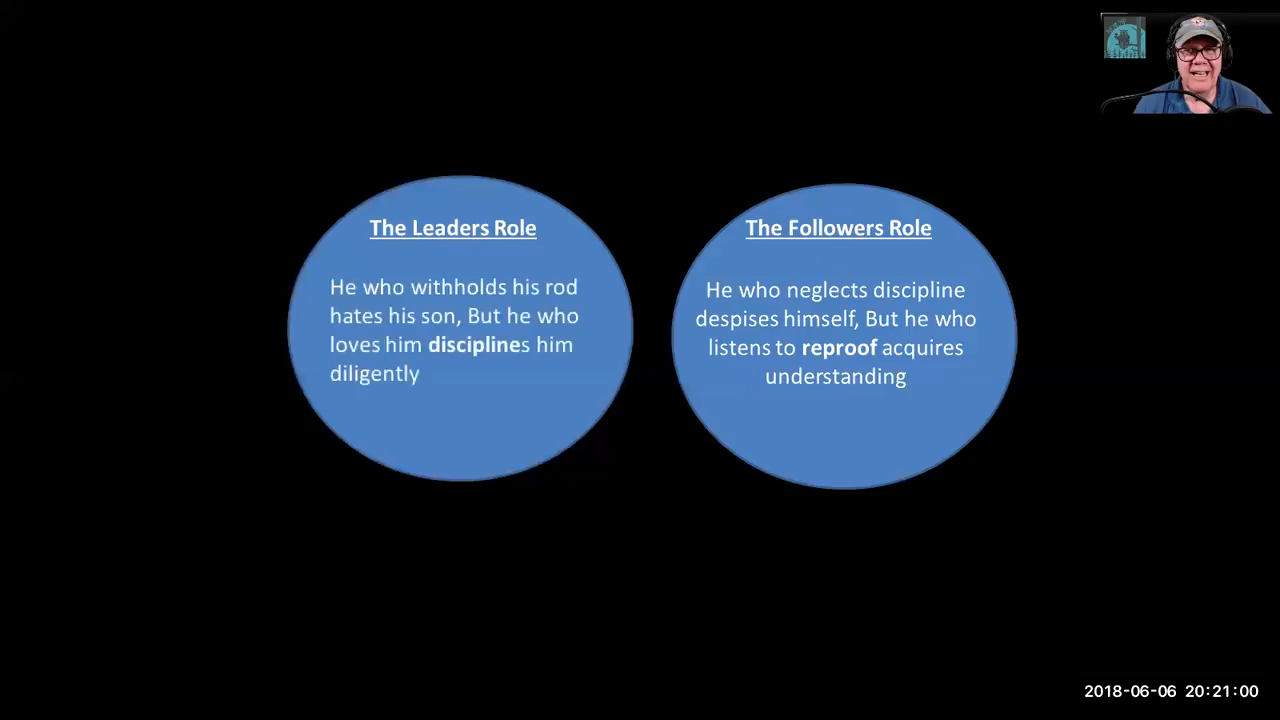 The Leaders Role
He who withholds his rod
hates his son, But he who
loves him disciplines him
diligently
The Followers Role
He who neglects discipline
despises himself, But he who
listens to reproof acquires
understanding
2018-06-06 20:21:00